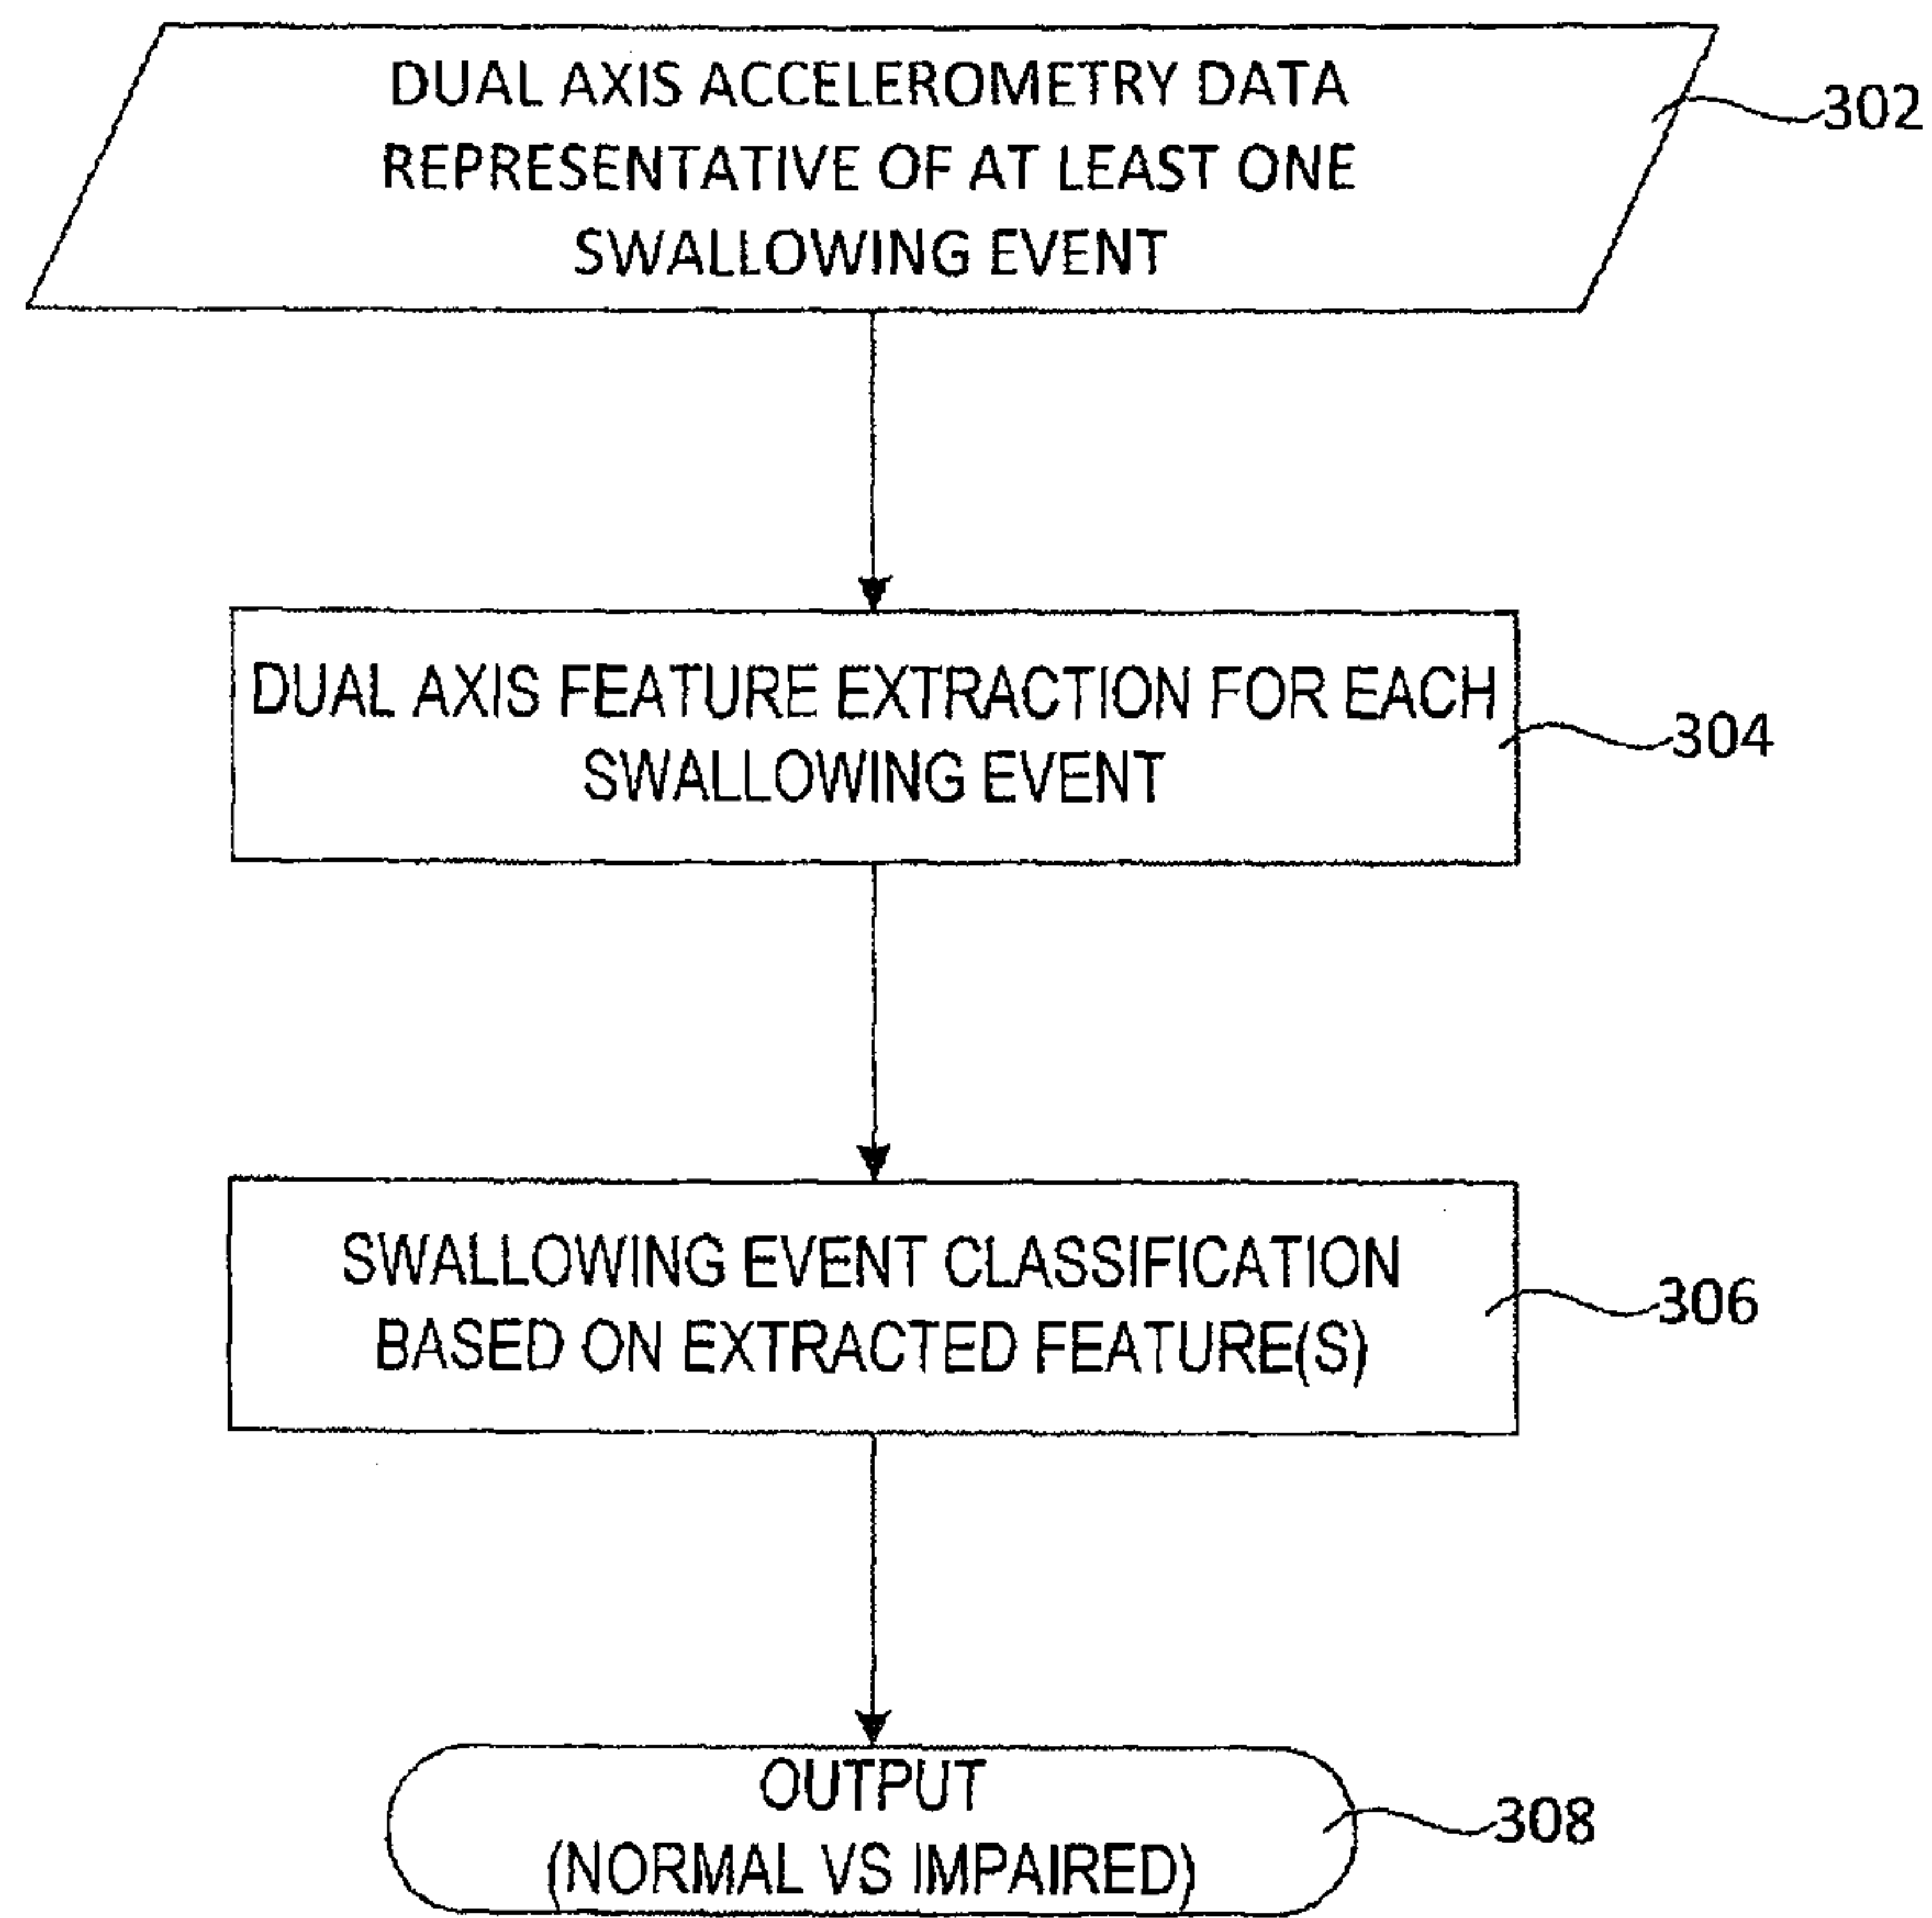 DUAL AXIS ACCELEROMETRY DATA
REPRESENTATIVE OF AT LEAST ONE
SWALLOWING EVENT
302
DUAL AXIS FEATURE EXTRACTION FOR EACH
SWALLOWING EVENT
304
SWALLOWING EVENT CLASSIFICATION
BASED ON EXTRACTED FEATURE(S)
306
OUTPUT
(NORMAL VS IMPAIRED)
308